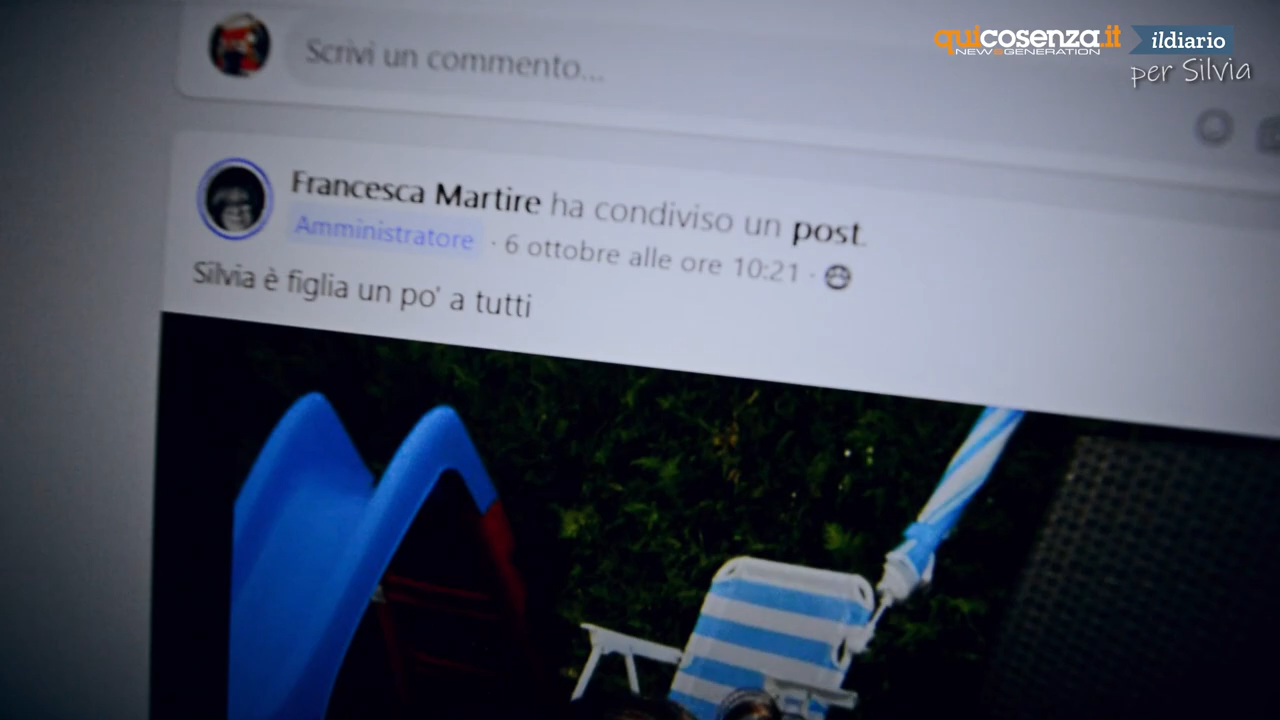 quicosenza.it
NEWS GENERATION
ildiario
per Silvia
Scrivi un commento...
Francesca Martire ha condiviso un post.
Amministratore · 6 ottobre alle ore 10:21 ·
Silvia è figlia un po' a tutti